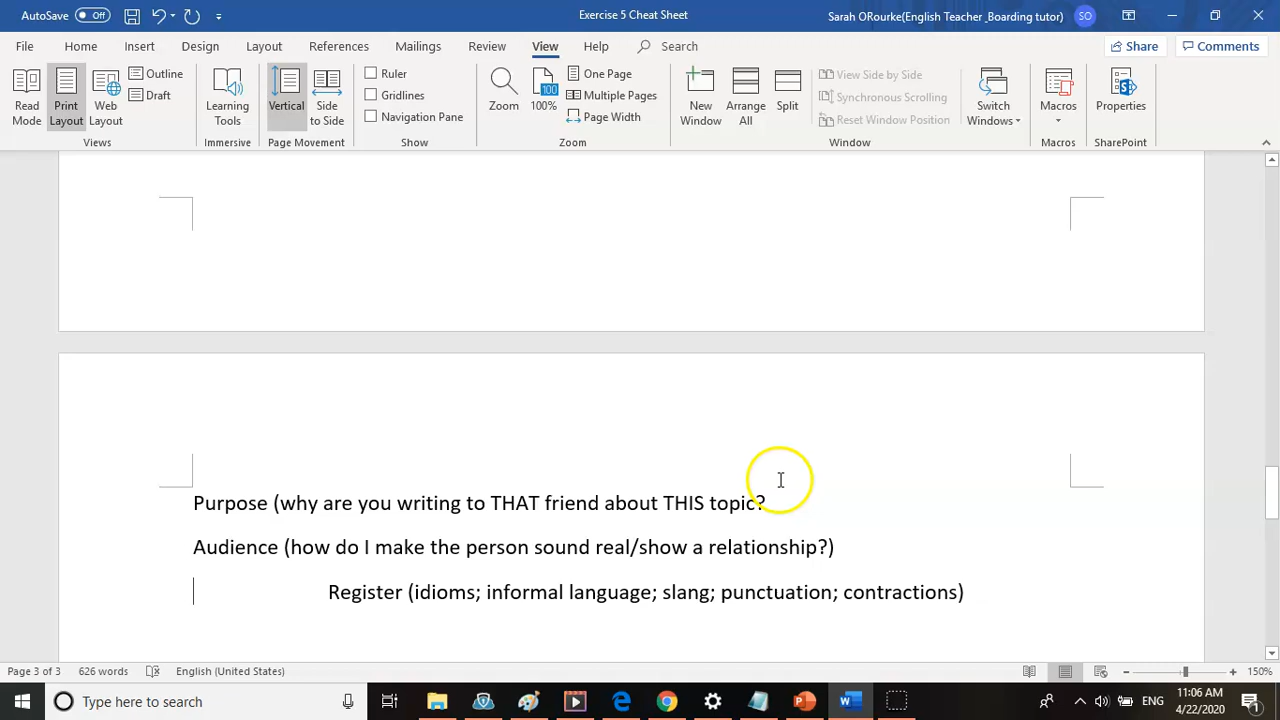 AutoSave Off Exercise 5 Cheat Sheet Sarah ORourke(English Teacher _Boarding tutor) SO
File Home Insert Design Layout References Mailings Review View Help Search Share Comments
Read Mode
Print Layout
Web Layout
Outline
Draft
Views
Learning Tools
Immersive
Vertical
Side to Side
Page Movement
Ruler
Gridlines
Navigation Pane
Show
Zoom
100
100%
One Page
Multiple Pages
Page Width
Zoom
New Window
Arrange All
Split
View Side by Side
Synchronous Scrolling
Reset Window Position
Window
Switch Windows
Macros
Macros
Properties
SharePoint
Purpose (why are you writing to THAT friend about THIS topic?
Audience (how do I make the person sound real/show a relationship?)
Register (idioms; informal language; slang; punctuation; contractions)
Page 3 of 3 626 words English (United States) 150%
Type here to search ENG 11:06 AM
4/22/2020